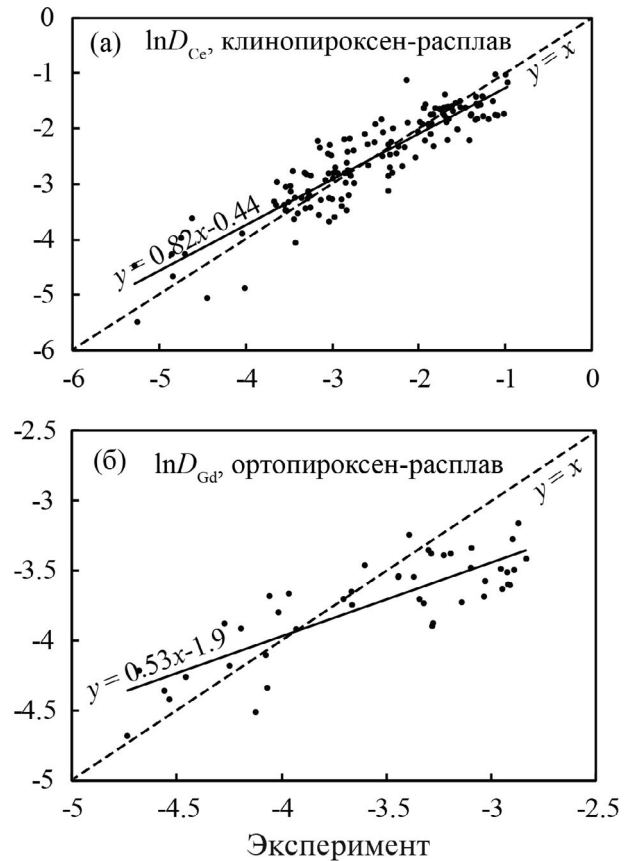 0
(а) lnD_Ce, клинопироксен-расплав
y = x
-1
-2
-3
y = 0.82x-0.44
-4
-5
-6
-6 -5 -4 -3 -2 -1 0
-2.5
(б) lnD_Gd, ортопироксен-расплав
y = x
-3
-3.5
-4
y = 0.53x-1.9
-4.5
-5
-5 -4.5 -4 -3.5 -3 -2.5
Эксперимент